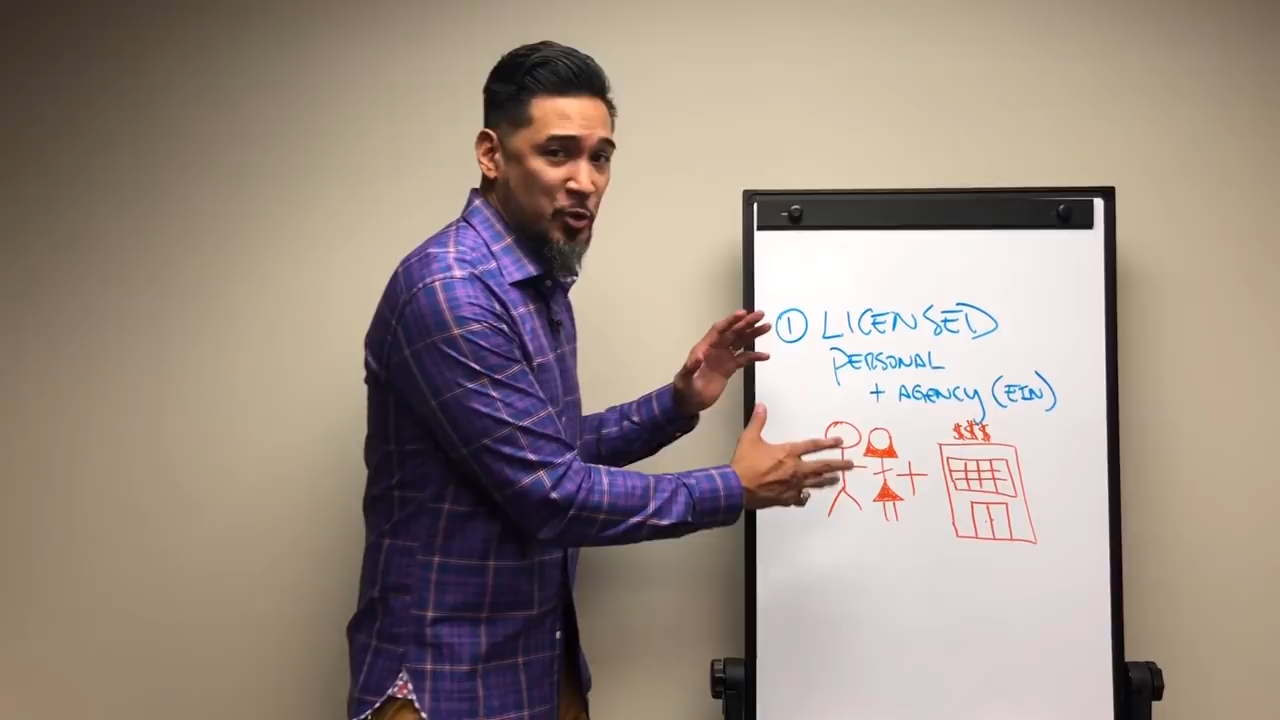 ① LICENSED
PERSONAL
+ AGENCY (EIN)
$$$
+